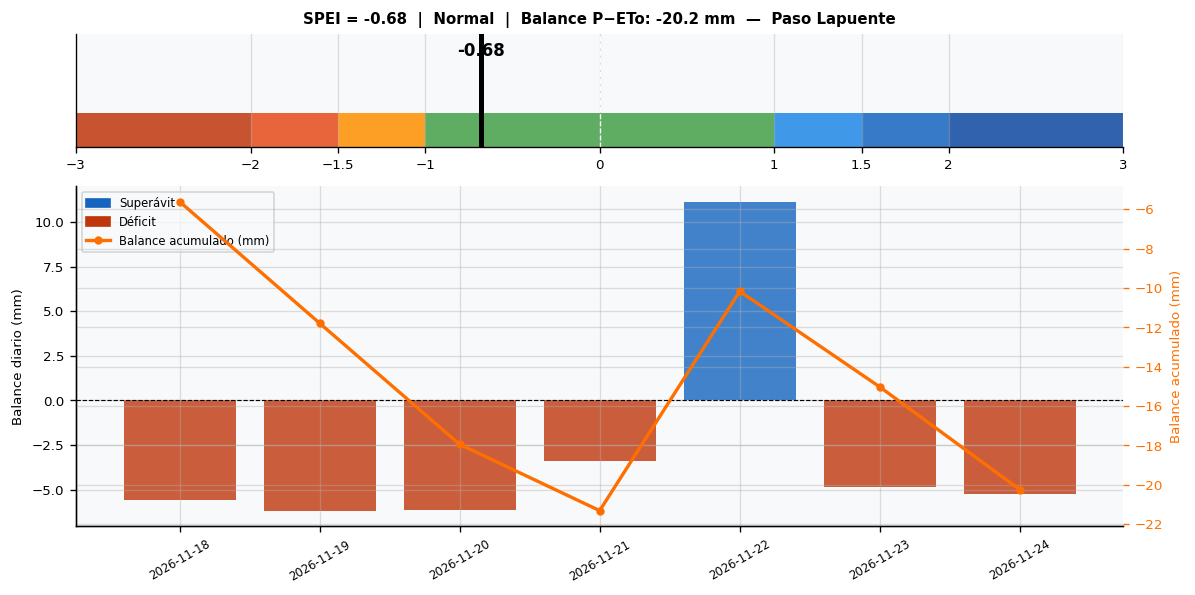 SPEI = -0.68  |  Normal  |  Balance P−ETo: -20.2 mm  —  Paso Lapuente
-0.68
−3 −2 −1.5 −1 0 1 1.5 2 3
Superávit
Déficit
Balance acumulado (mm)
Balance diario (mm)
10.0
7.5
5.0
2.5
0.0
−2.5
−5.0
−6
−8
−10
−12
−14
−16
−18
−20
−22
Balance acumulado (mm)
2026-11-18 2026-11-19 2026-11-20 2026-11-21 2026-11-22 2026-11-23 2026-11-24